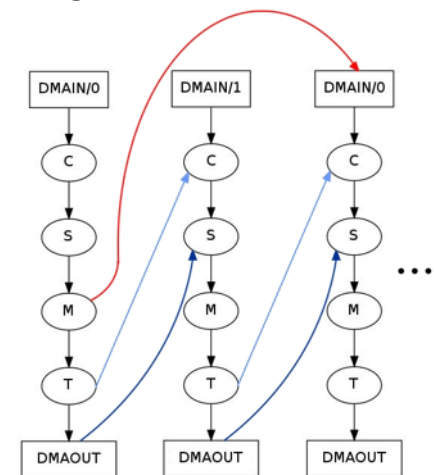 DMAIN/0 DMAIN/1 DMAIN/0
C C C
S S S
M M M
T T T
DMAOUT DMAOUT DMAOUT
...